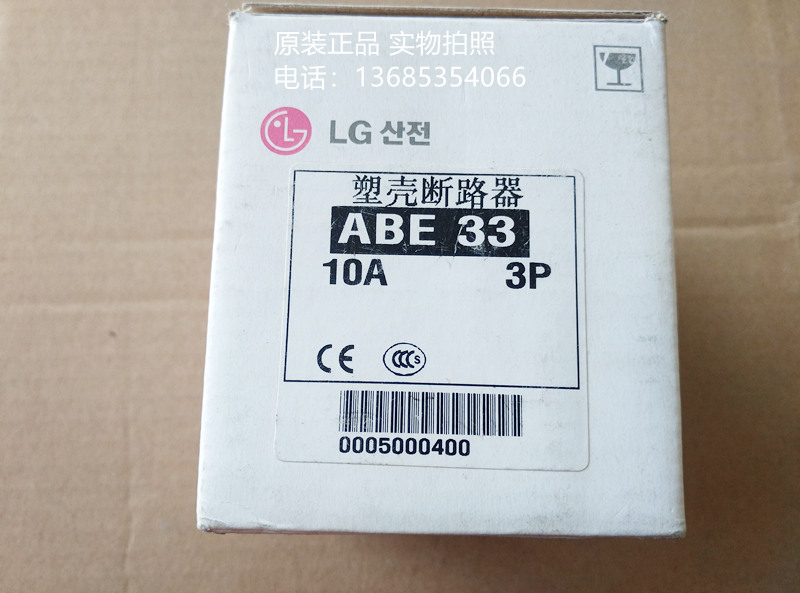 原装正品 实物拍照
电话：13685354066
LG 산전
塑壳断路器
ABE 33
10A 3P
CE CCC S
0005000400